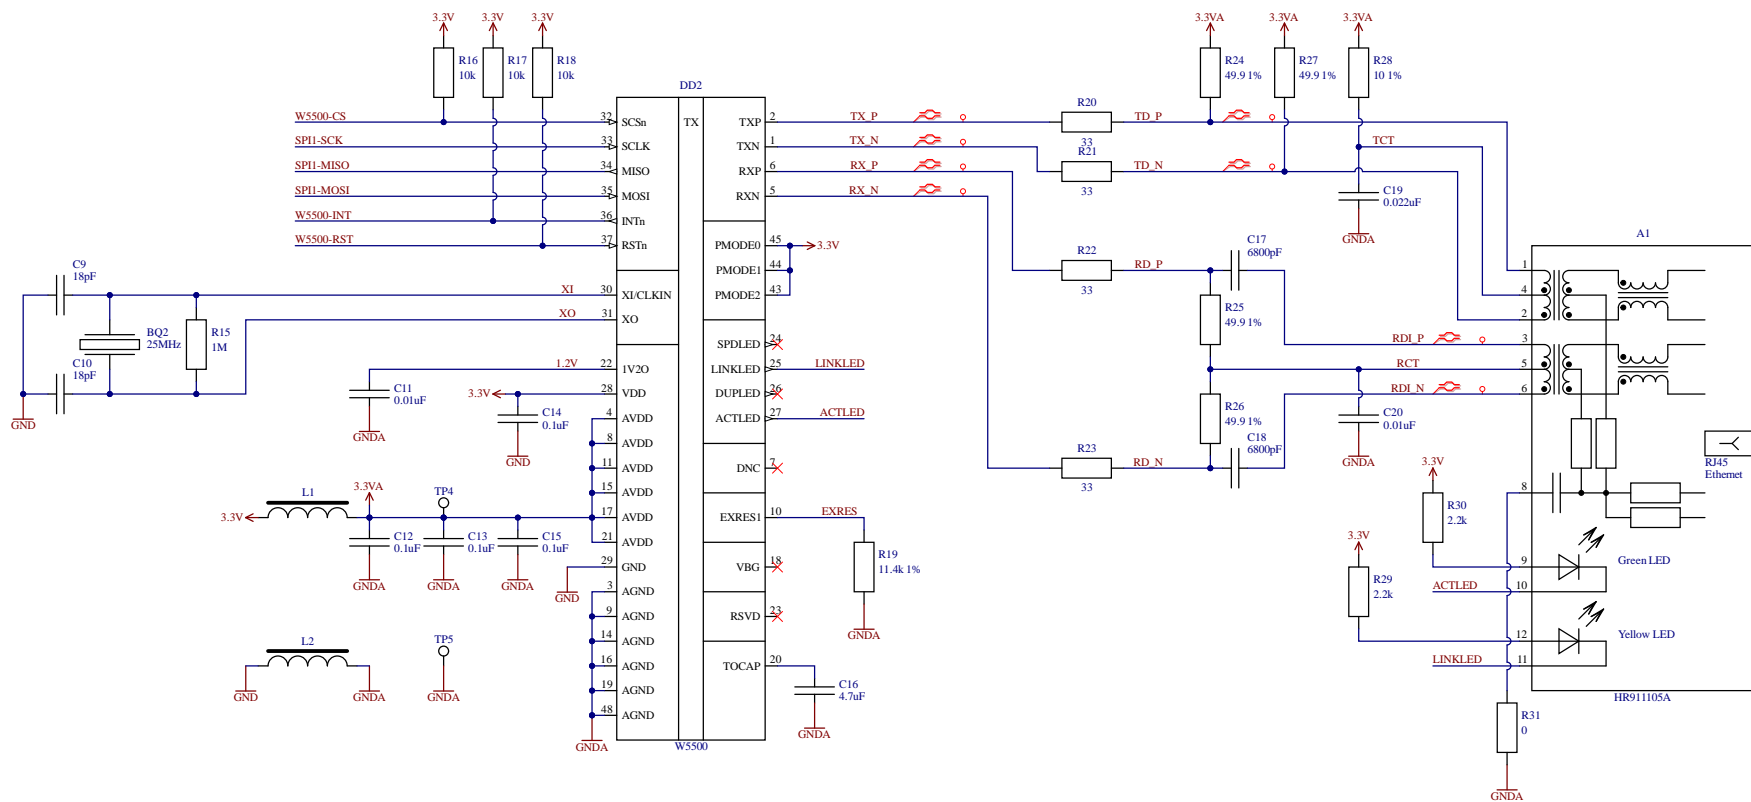 3.3V 3.3V 3.3V 3.3VA 3.3VA 3.3VA
R16 10k
R17 10k
R18 10k
R24 49.9 1%
R27 49.9 1%
R28 10 1%
DD2
W5500-CS 32 SCSn TX TXP 2 TX_P R20 33 TD_P
SPI1-SCK 33 SCLK TXN 1 TX_N R21 33 TD_N TCT
SPI1-MISO 34 MISO RXP 6 RX_P
SPI1-MOSI 35 MOSI RXN 5 RX_N
W5500-INT 36 INTn
W5500-RST 37 RSTn PMODE0 45 3.3V
PMODE1 44
PMODE2 43
C19
0.022uF
GNDA
C9
18pF
XI 30 XI/CLKIN
XO 31 XO
BQ2
25MHz
R15
1M
C10
18pF
GND
R22 33 RD_P
C17
6800pF
R25
49.9 1%
R26
49.9 1%
C18
6800pF
R23 33 RD_N
C20
0.01uF
GNDA
A1
1
4
2
RDI_P 3
RCT 5
RDI_N 6
SPDLED 24
LINKLED 25 LINKLED
DUPLED 26
ACTLED 27 ACTLED
1.2V 22 1V2O
3.3V 28 VDD
C11
0.01uF
GNDA
C14
0.1uF
GND
4 AVDD
8 AVDD
11 AVDD
15 AVDD
17 AVDD
21 AVDD
DNC 7
EXRES1 10 EXRES
R19
11.4k 1%
GNDA
3.3V L1 3.3VA TP4
C12
0.1uF
C13
0.1uF
C15
0.1uF
GNDA GNDA GNDA
29 GND
GND
VBG 18
3 AGND
9 AGND
14 AGND
16 AGND
19 AGND
48 AGND
RSVD 23
TOCAP 20
C16
4.7uF
GNDA
L2 TP5
GND GNDA GNDA
GNDA
W5500
RJ45
Ethernet
8
3.3V
R30
2.2k
3.3V
R29
2.2k
9 Green LED
ACTLED 10
12 Yellow LED
LINKLED 11
HR911105A
R31
0
GNDA